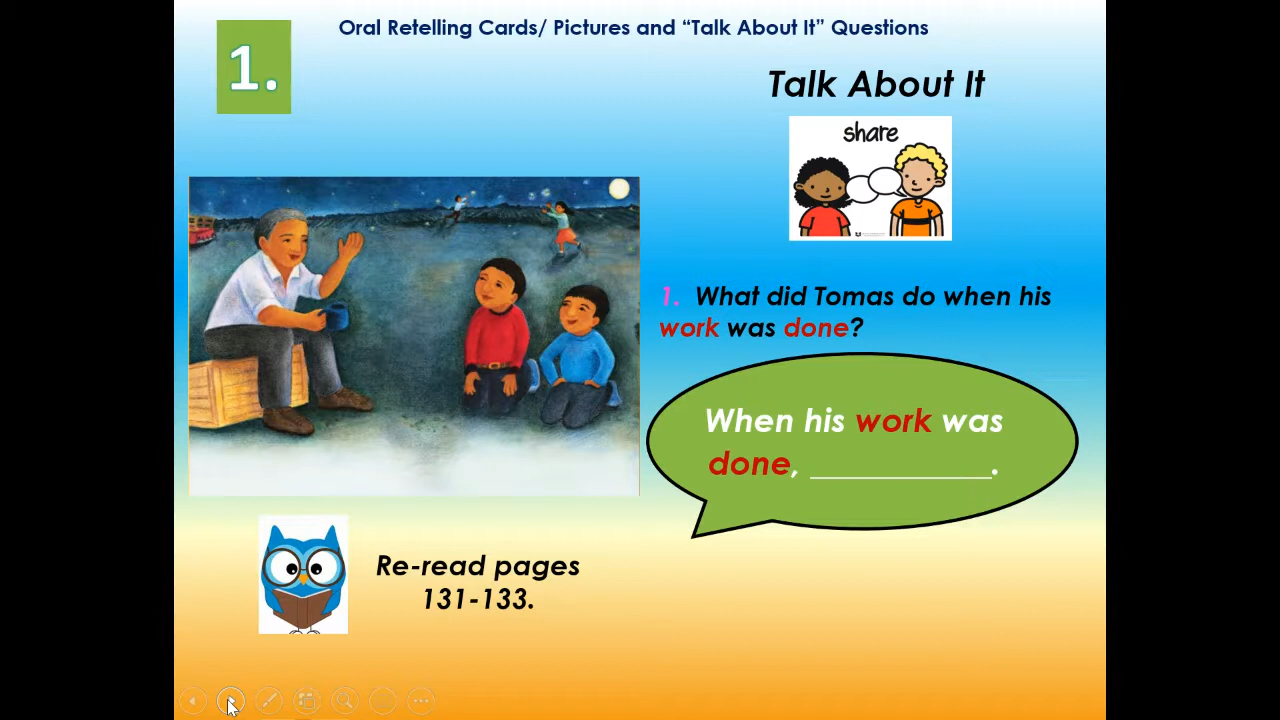 Oral Retelling Cards/ Pictures and “Talk About It” Questions
1.
Talk About It
share
1. What did Tomas do when his
work was done?
When his work was
done, ____________.
Re-read pages
131-133.